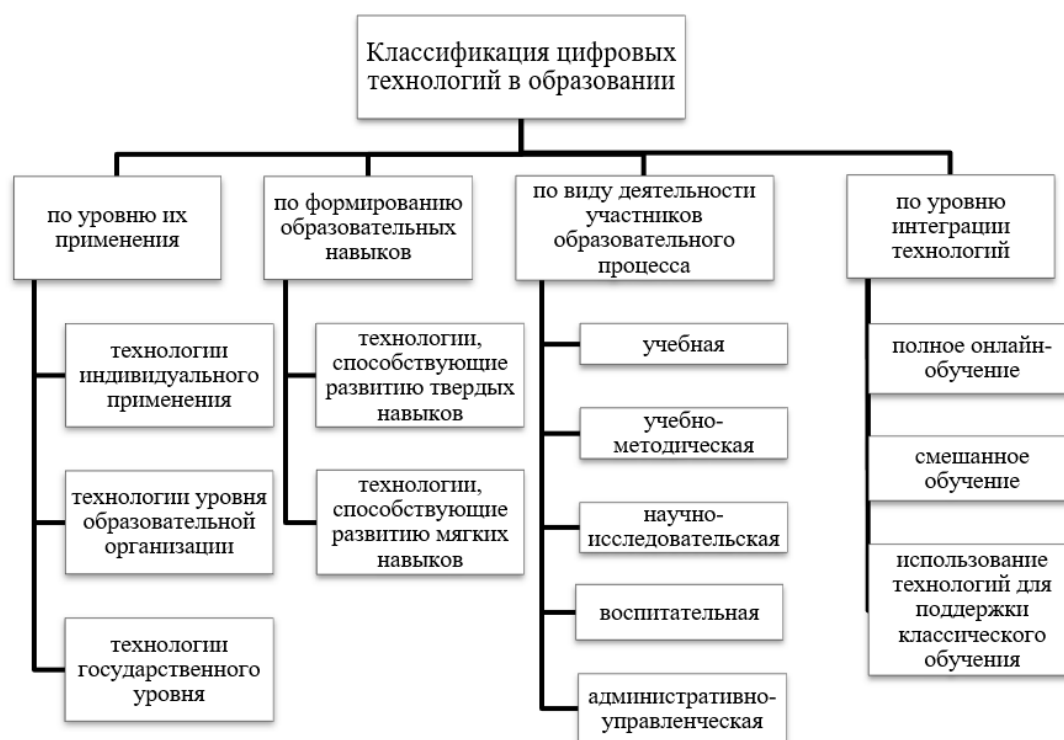 Классификация цифровых
технологий в образовании
по уровню их
применения
технологии
индивидуального
применения
технологии уровня
образовательной
организации
технологии
государственного
уровня
по формированию
образовательных
навыков
технологии,
способствующие
развитию твердых
навыков
технологии,
способствующие
развитию мягких
навыков
по виду деятельности
участников
образовательного
процесса
учебная
учебно-
методическая
научно-
исследовательская
воспитательная
административно-
управленческая
по уровню
интеграции
технологий
полное онлайн-
обучение
смешанное
обучение
использование
технологий для
поддержки
классического
обучения